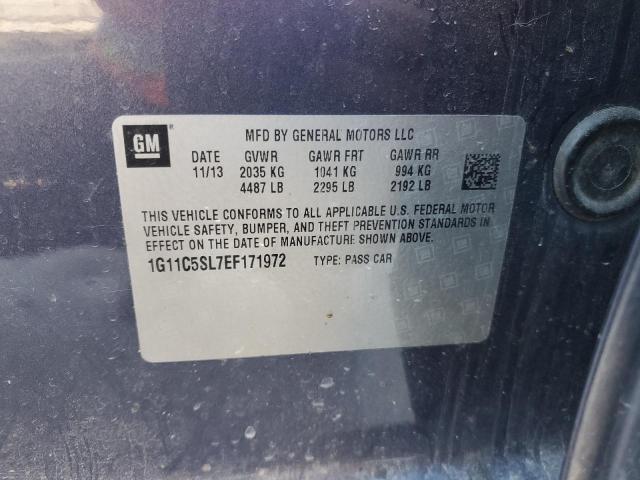 GM
®
MFD BY GENERAL MOTORS LLC
DATE GVWR GAWR FRT GAWR RR
11/13 2035 KG 1041 KG 994 KG
4487 LB 2295 LB 2192 LB
THIS VEHICLE CONFORMS TO ALL APPLICABLE U.S. FEDERAL MOTOR
VEHICLE SAFETY, BUMPER, AND THEFT PREVENTION STANDARDS IN
EFFECT ON THE DATE OF MANUFACTURE SHOWN ABOVE.
1G11C5SL7EF171972 TYPE: PASS CAR